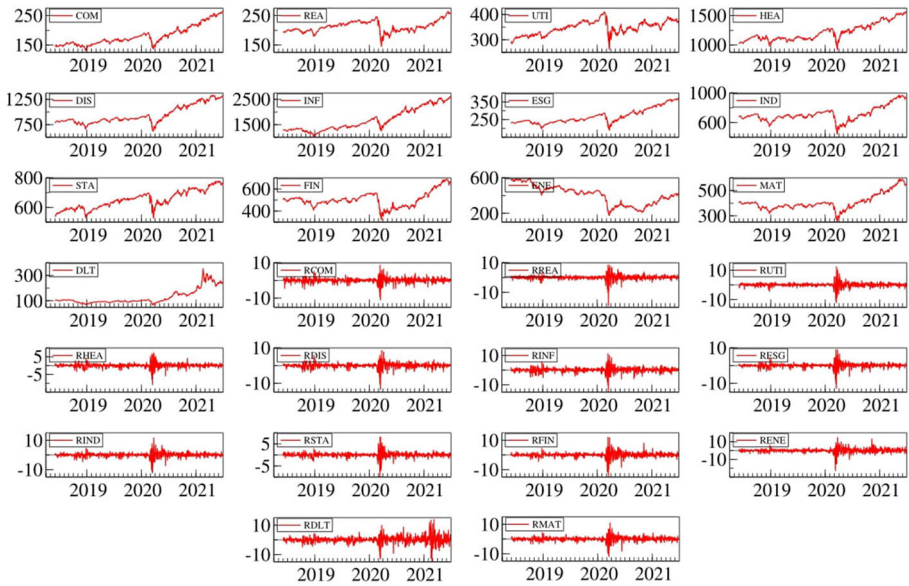 250 COM 250 REA 400 UTI 1500 HEA
150 150 300 1000
2019 2020 2021 2019 2020 2021 2019 2020 2021 2019 2020 2021
1250 DIS 2500 INF 350 ESG 1000 IND
750 1500 250 600
2019 2020 2021 2019 2020 2021 2019 2020 2021 2019 2020 2021
800 STA 600 FIN 600 ENE 500 MAT
600 400 200 300
2019 2020 2021 2019 2020 2021 2019 2020 2021 2019 2020 2021
300 DLT 10 RCOM 10 RREA 10 RUTI
100 -10 -10 -10
2019 2020 2021 2019 2020 2021 2019 2020 2021 2019 2020 2021
5 RHEA 10 RDIS 10 RINF 10 RESG
-5 -10 -10 -10
2019 2020 2021 2019 2020 2021 2019 2020 2021 2019 2020 2021
10 RIND 5 RSTA 10 RFIN 10 RENE
-10 -5 -10 -10
2019 2020 2021 2019 2020 2021 2019 2020 2021 2019 2020 2021
10 RDLT 10 RMAT
-10 -10
2019 2020 2021 2019 2020 2021